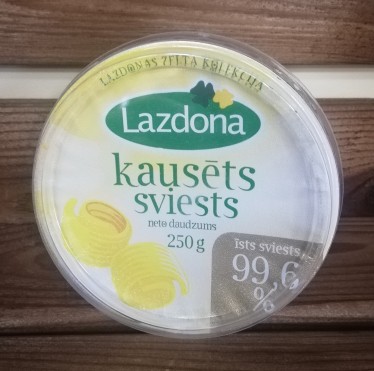 LAZDONAS ZELTA KOLEKCIJA
Lazdona
kausēts
sviests
neto daudzums
250 g
īsts sviests
99,6
%